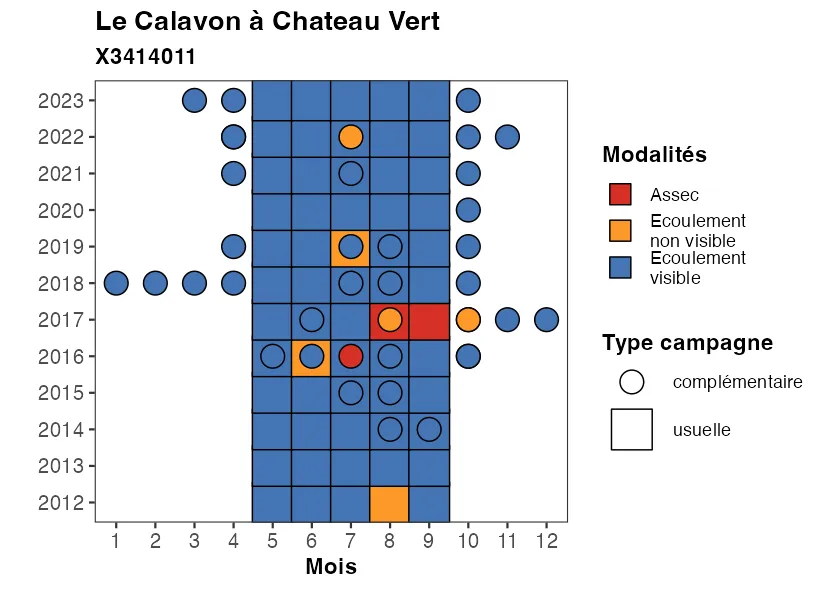 Le Calavon à Chateau Vert
X3414011
2023
2022
2021
2020
2019
2018
2017
2016
2015
2014
2013
2012
1 2 3 4 5 6 7 8 9 10 11 12
Mois
Modalités
Assec
Ecoulement
non visible
Ecoulement
visible
Type campagne
complémentaire
usuelle